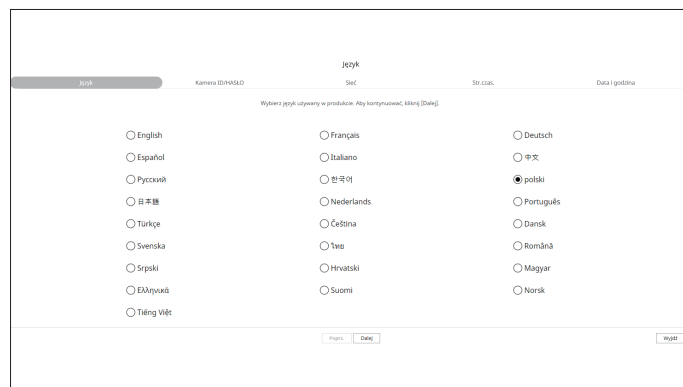 Język
Język Kamera ID/HASŁO Sieć Str.czas. Data i godzina
Wybierz język używany w produkcie. Aby kontynuować, kliknij [Dalej].
English Français Deutsch
Español Italiano 中文
Русский 한국어 polski
日本語 Nederlands Português
Türkçe Čeština Dansk
Svenska ไทย Română
Srpski Hrvatski Magyar
Ελληνικά Suomi Norsk
Tiếng Việt
Poprz. Dalej Wyjdź